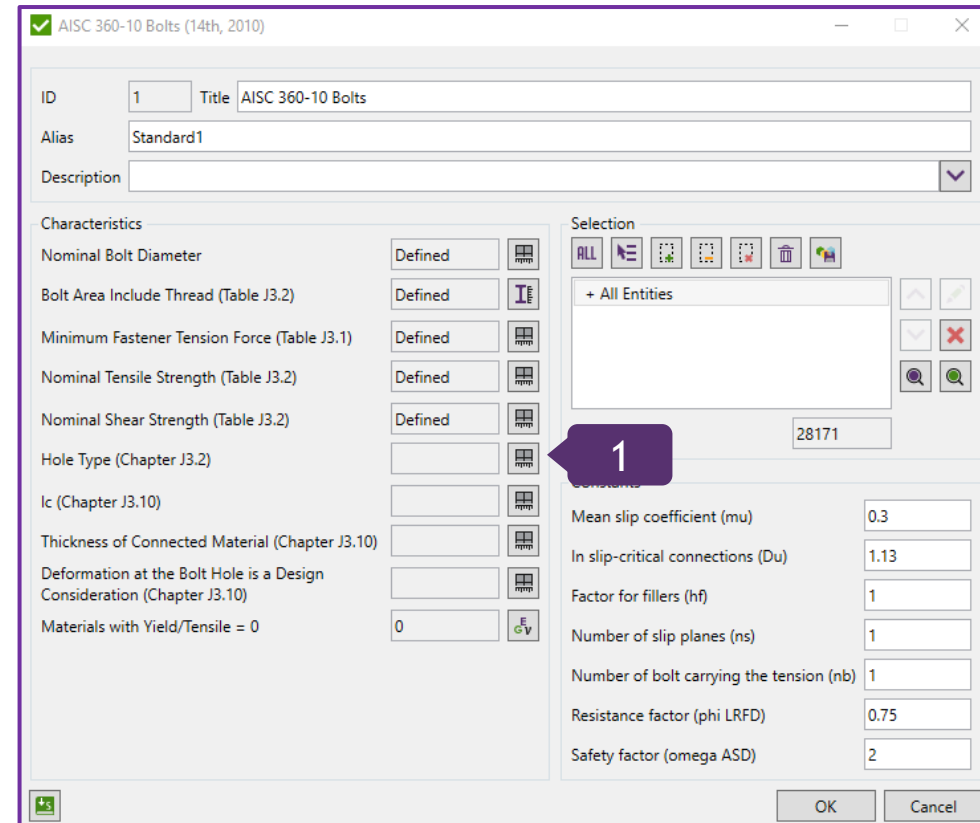 AISC 360-10 Bolts (14th, 2010)
ID 1 Title AISC 360-10 Bolts
Alias Standard1
Description
Characteristics
Nominal Bolt Diameter Defined
Bolt Area Include Thread (Table J3.2) Defined
Minimum Fastener Tension Force (Table J3.1) Defined
Nominal Tensile Strength (Table J3.2) Defined
Nominal Shear Strength (Table J3.2) Defined
Hole Type (Chapter J3.2)
lc (Chapter J3.10)
Thickness of Connected Material (Chapter J3.10)
Deformation at the Bolt Hole is a Design
Consideration (Chapter J3.10)
Materials with Yield/Tensile = 0 0
Selection
ALL
+ All Entities
28171
1
Constants
Mean slip coefficient (mu) 0.3
In slip-critical connections (Du) 1.13
Factor for fillers (hf) 1
Number of slip planes (ns) 1
Number of bolt carrying the tension (nb) 1
Resistance factor (phi LRFD) 0.75
Safety factor (omega ASD) 2
OK Cancel